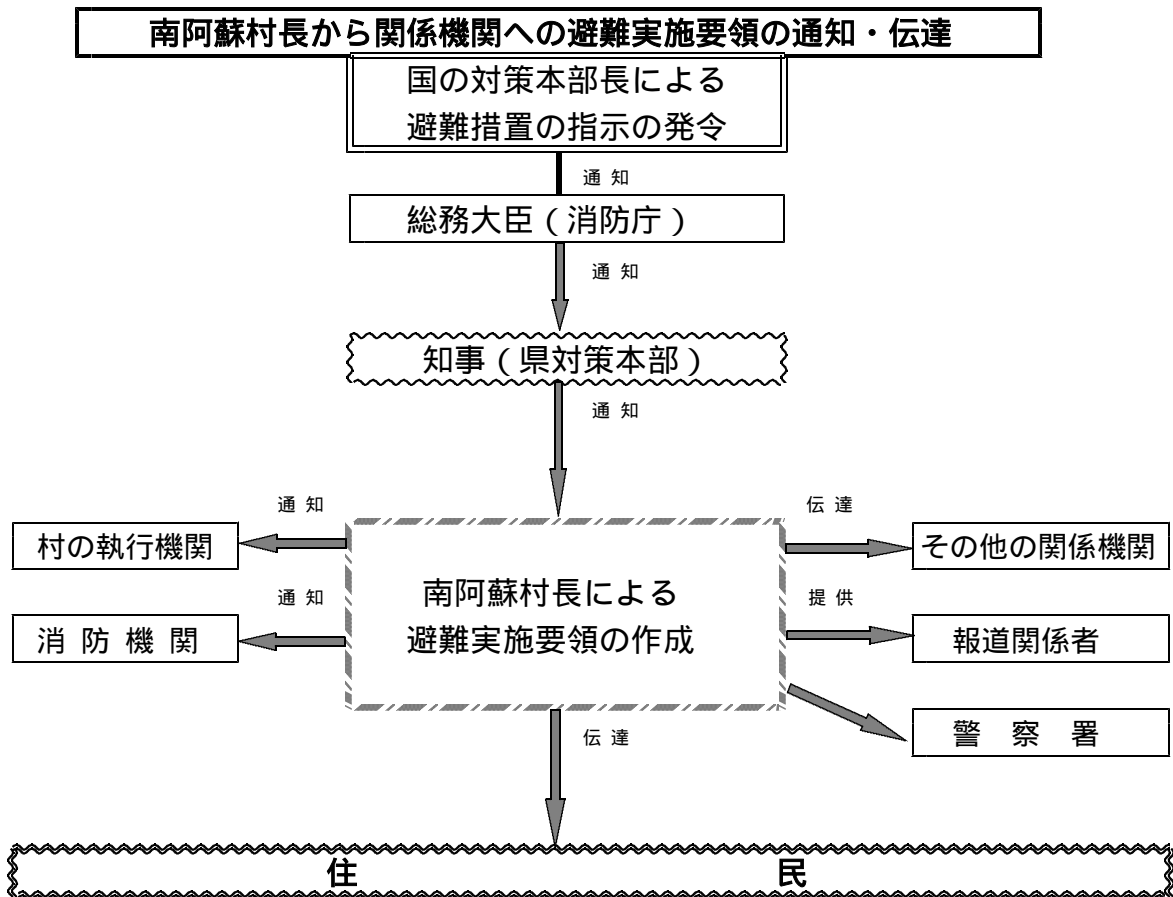 南阿蘇村長から関係機関への避難実施要領の通知・伝達
国の対策本部長による
避難措置の指示の発令
通 知
総務大臣（消防庁）
通 知
知事（県対策本部）
通 知
通 知
伝 達
村の執行機関
その他の関係機関
南阿蘇村長による
避難実施要領の作成
通 知
提 供
消 防 機 関
報道関係者
警 察 署
伝 達
住 民